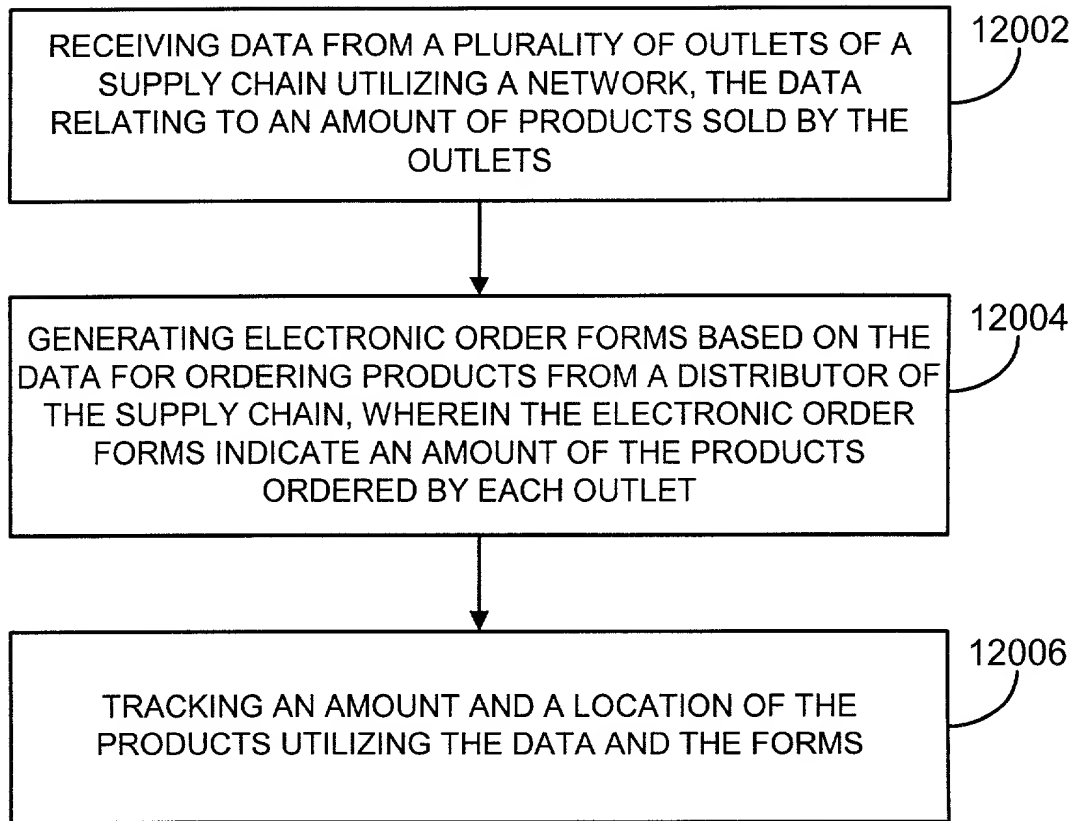 RECEIVING DATA FROM A PLURALITY OF OUTLETS OF A
SUPPLY CHAIN UTILIZING A NETWORK, THE DATA
RELATING TO AN AMOUNT OF PRODUCTS SOLD BY THE
OUTLETS
12002
GENERATING ELECTRONIC ORDER FORMS BASED ON THE
DATA FOR ORDERING PRODUCTS FROM A DISTRIBUTOR OF
THE SUPPLY CHAIN, WHEREIN THE ELECTRONIC ORDER
FORMS INDICATE AN AMOUNT OF THE PRODUCTS
ORDERED BY EACH OUTLET
12004
TRACKING AN AMOUNT AND A LOCATION OF THE
PRODUCTS UTILIZING THE DATA AND THE FORMS
12006